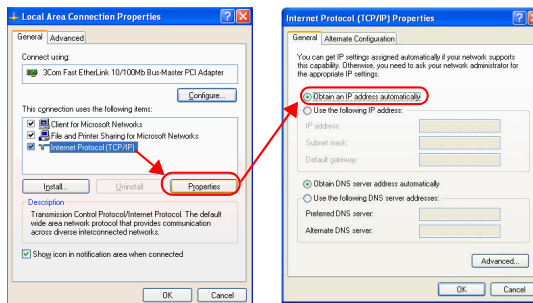 Local Area Connection Properties
General Advanced
Connect using:
3Com Fast EtherLink 10/100Mb Bus-Master PCI Adapter
Configure...
This connection uses the following items:
Client for Microsoft Networks
File and Printer Sharing for Microsoft Networks
Internet Protocol (TCP/IP)
Install... Uninstall Properties
Description
Transmission Control Protocol/Internet Protocol. The default
wide area network protocol that provides communication
across diverse interconnected networks.
Show icon in notification area when connected
OK Cancel
Internet Protocol (TCP/IP) Properties
General Alternate Configuration
You can get IP settings assigned automatically if your network supports
this capability. Otherwise, you need to ask your network administrator for
the appropriate IP settings.
Obtain an IP address automatically
Use the following IP address:
IP address:
Subnet mask:
Default gateway:
Obtain DNS server address automatically
Use the following DNS server addresses:
Preferred DNS server:
Alternate DNS server:
Advanced...
OK Cancel